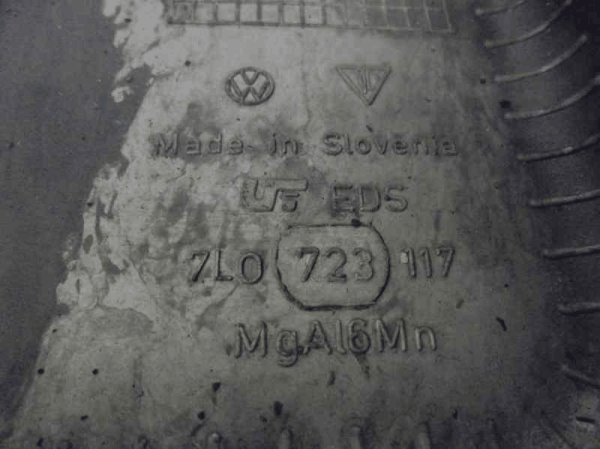 Made in Slovenia
EDS
7L0 723 117
MgAl6Mn